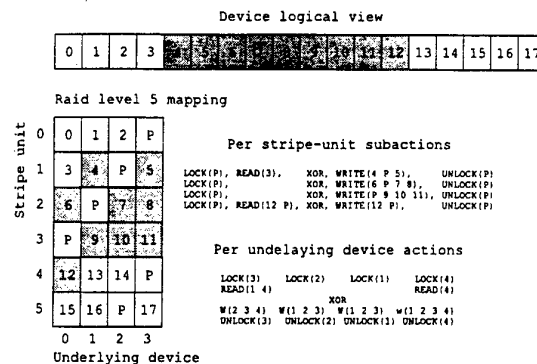 Device logical view
0 1 2 3 4 5 6 7 8 9 10 11 12 13 14 15 16 17
Raid level 5 mapping
Stripe unit
0 0 1 2 P
1 3 4 P 5
2 6 P 7 8
3 P 9 10 11
4 12 13 14 P
5 15 16 P 17
0 1 2 3
Underlying device
Per stripe-unit subactions
LOCK(P), READ(3), XOR, WRITE(4 P 5), UNLOCK(P)
LOCK(P), XOR, WRITE(6 P 7 8), UNLOCK(P)
LOCK(P), XOR, WRITE(P 9 10 11), UNLOCK(P)
LOCK(P), READ(12 P), XOR, WRITE(12 P), UNLOCK(P)
Per undelaying device actions
LOCK(3) LOCK(2) LOCK(1) LOCK(4)
READ(1 4) READ(4)
XOR
W(2 3 4) W(1 2 3) W(1 2 3) w(1 2 3 4)
UNLOCK(3) UNLOCK(2) UNLOCK(1) UNLOCK(4)